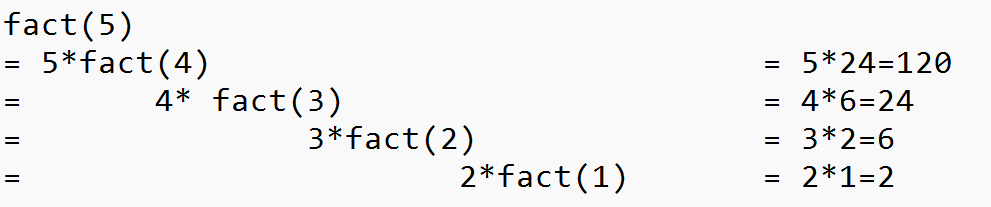 fact(5)
= 5*fact(4) = 5*24=120
= 4* fact(3) = 4*6=24
= 3*fact(2) = 3*2=6
= 2*fact(1) = 2*1=2